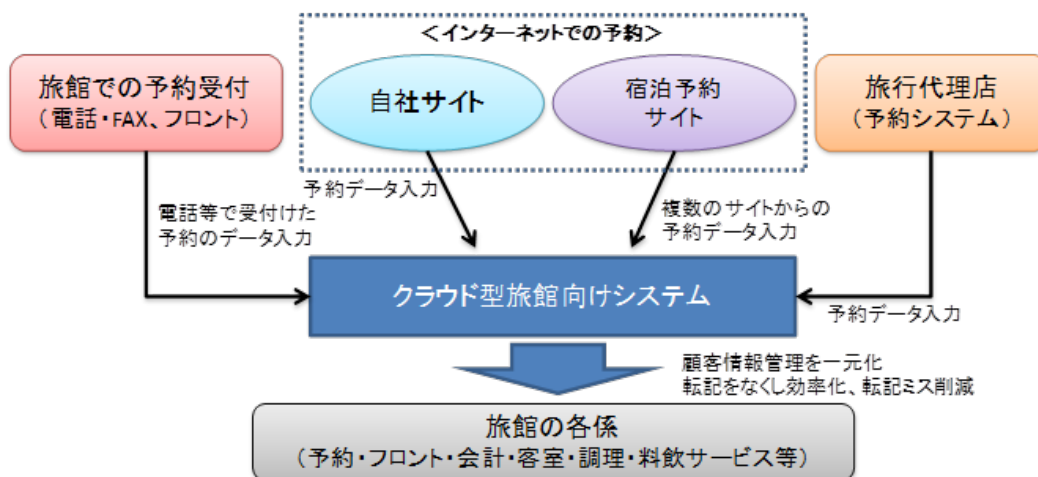 <インターネットでの予約>
旅館での予約受付
(電話・FAX、フロント)
自社サイト
宿泊予約
サイト
旅行代理店
(予約システム)
予約データ入力
電話等で受付けた
予約のデータ入力
複数のサイトからの
予約データ入力
クラウド型旅館向けシステム
予約データ入力
顧客情報管理を一元化
転記をなくし効率化、転記ミス削減
旅館の各係
(予約・フロント・会計・客室・調理・料飲サービス等)